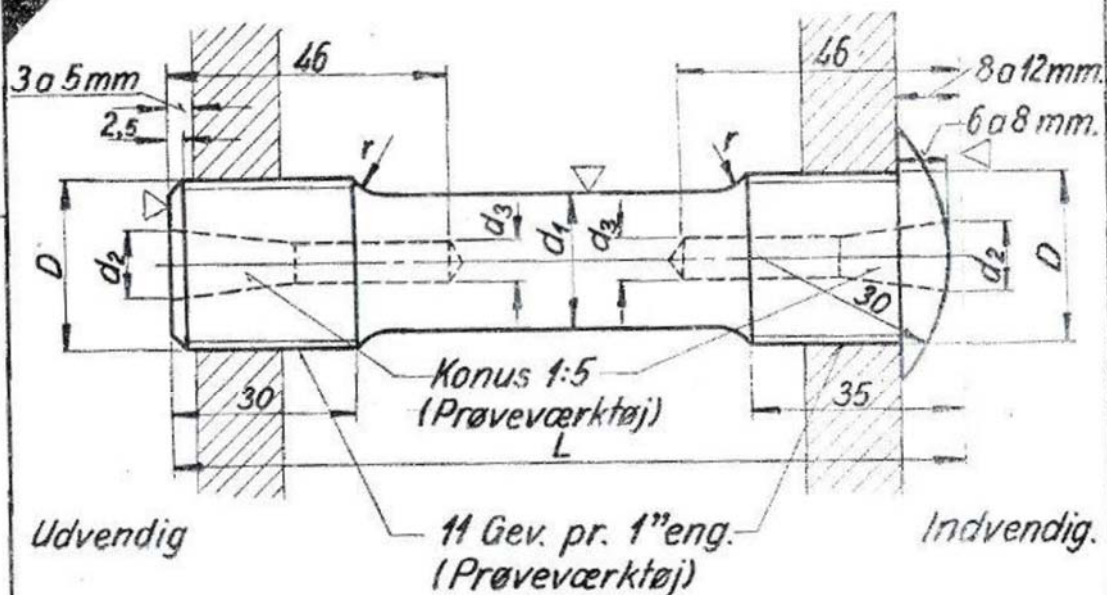 46
46
3 a 5 mm
8 a 12 mm.
2,5
6 a 8 mm.
r
r
D
d2
d3
d1
d3
30
d2
D
Konus 1:5
(Prøveværktøj)
30
35
L
Udvendig
11 Gev. pr. 1" eng.
(Prøveværktøj)
Indvendig.